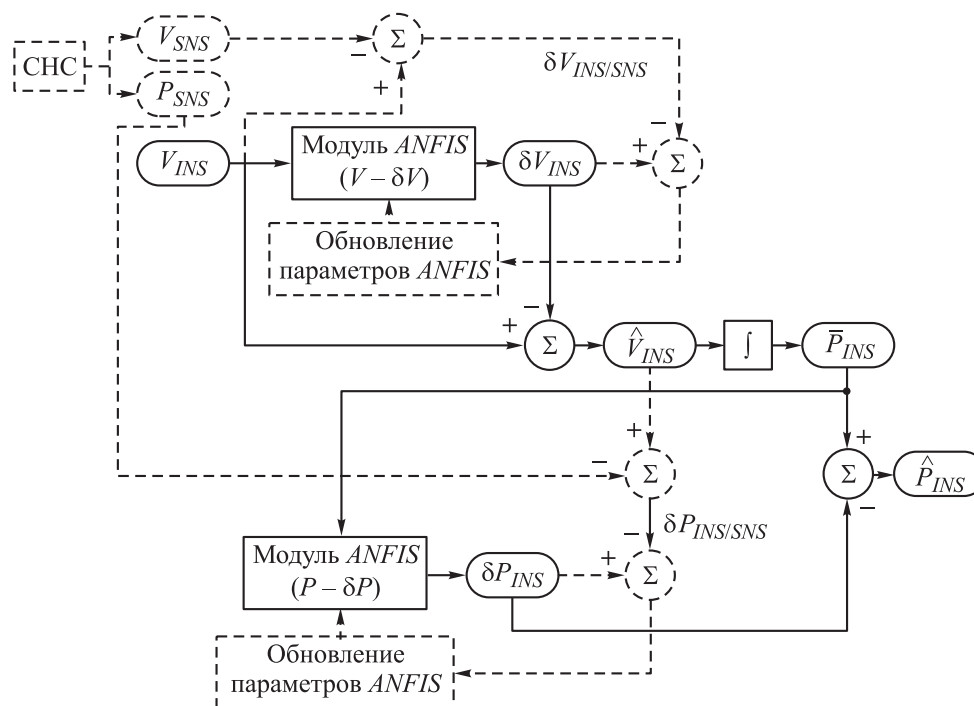 СНС
V_SNS
P_SNS
Σ
−
+
δV_INS/SNS
V_INS
Модуль ANFIS
(V – δV)
δV_INS
+
−
Σ
Обновление
параметров ANFIS
−
+
Σ
V̂_INS
∫
P̄_INS
+
−
Σ
+
Σ
−
P̂_INS
δP_INS/SNS
Модуль ANFIS
(P – δP)
δP_INS
+
−
Σ
Обновление
параметров ANFIS